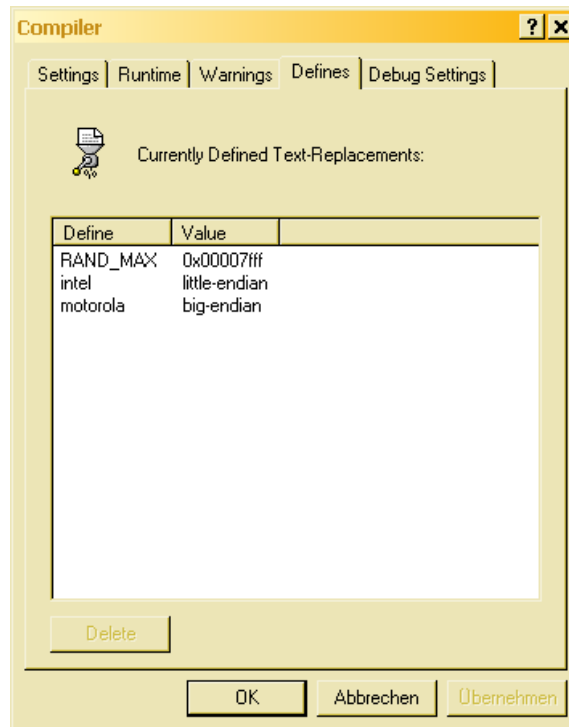 Compiler
Settings Runtime Warnings Defines Debug Settings
Currently Defined Text-Replacements:
Define Value
RAND_MAX 0x00007fff
intel little-endian
motorola big-endian
Delete
OK Abbrechen Übernehmen